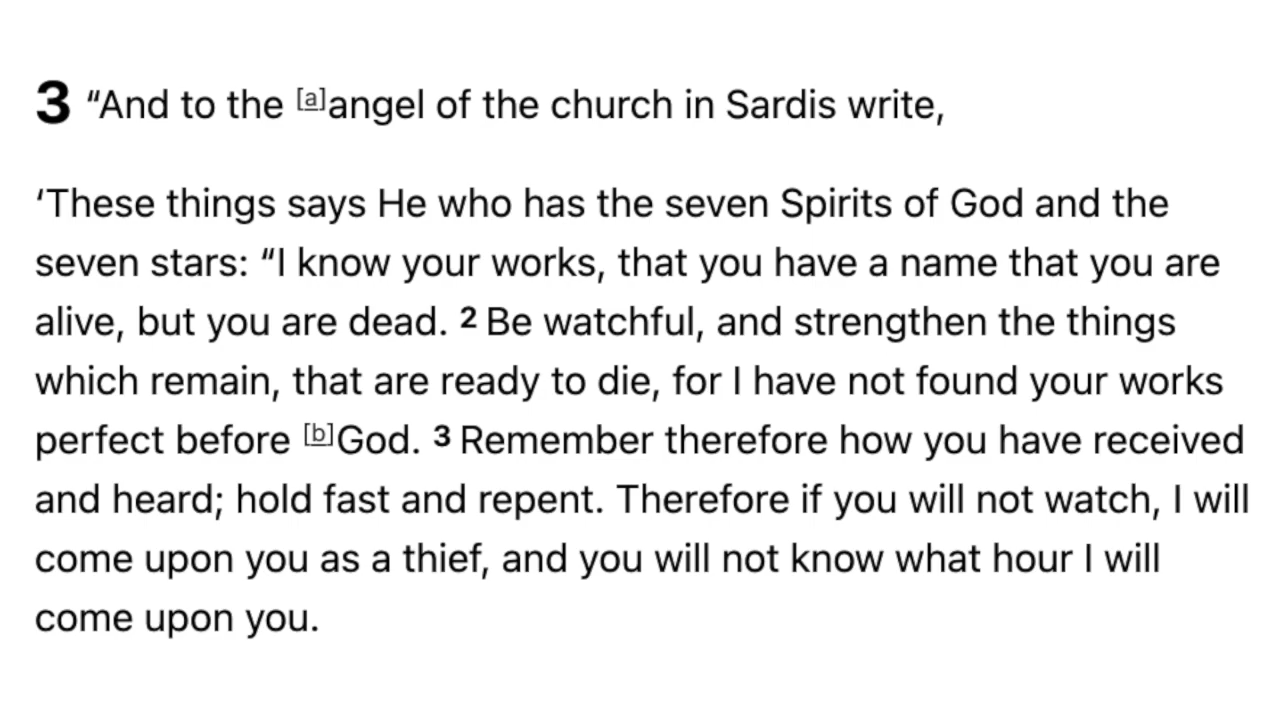 3 “And to the [a]angel of the church in Sardis write,
‘These things says He who has the seven Spirits of God and the
seven stars: “I know your works, that you have a name that you are
alive, but you are dead. 2 Be watchful, and strengthen the things
which remain, that are ready to die, for I have not found your works
perfect before [b]God. 3 Remember therefore how you have received
and heard; hold fast and repent. Therefore if you will not watch, I will
come upon you as a thief, and you will not know what hour I will
come upon you.